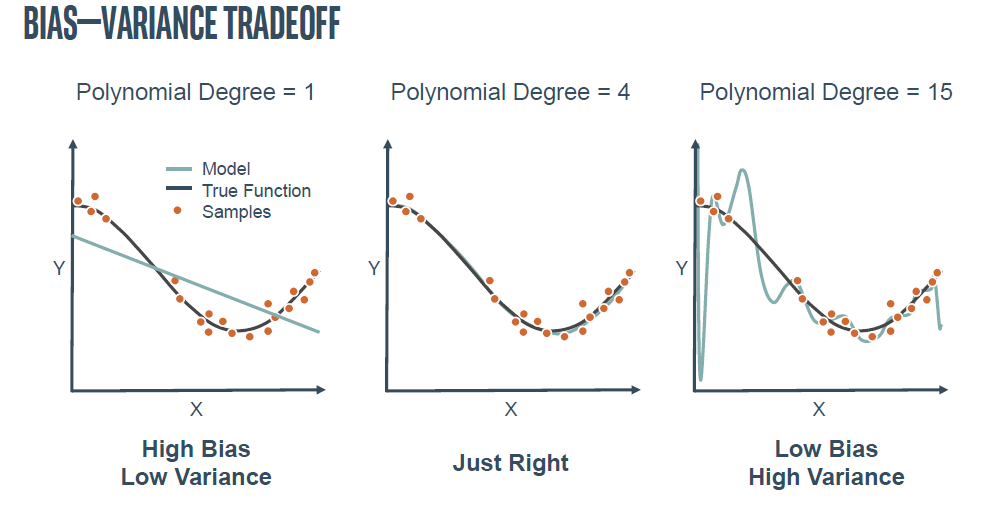 BIAS—VARIANCE TRADEOFF
Polynomial Degree = 1
Polynomial Degree = 4
Polynomial Degree = 15
Model
True Function
Samples
Y
X
Y
X
Y
X
High Bias
Low Variance
Just Right
Low Bias
High Variance